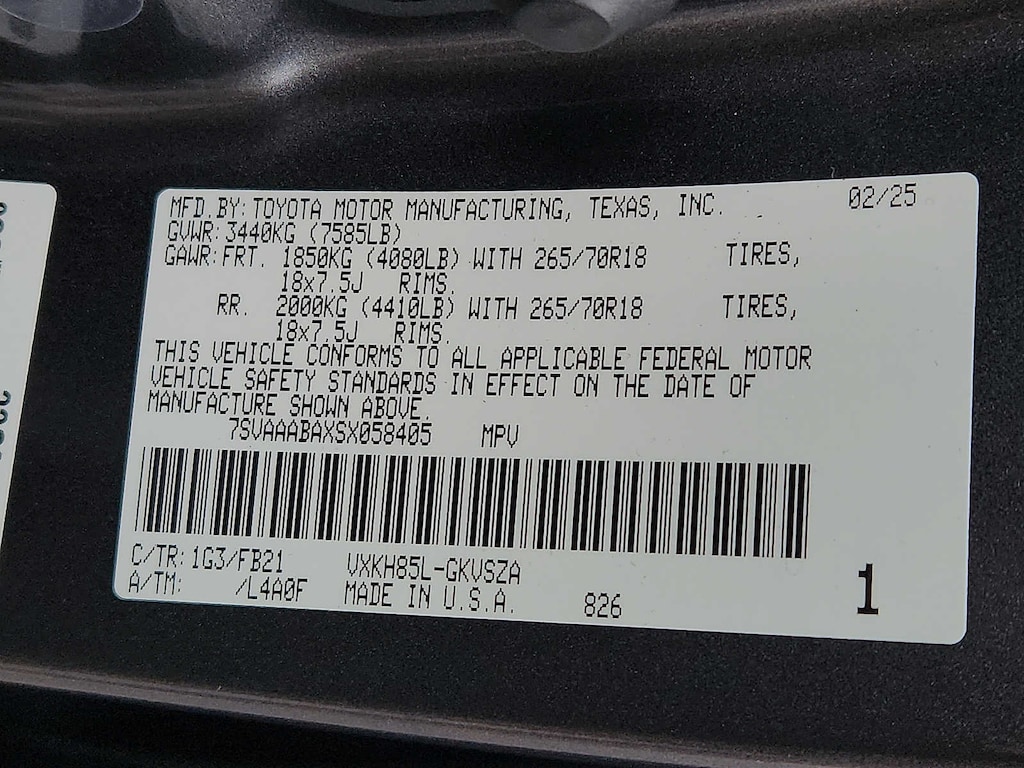 MFD.BY:TOYOTA MOTOR MANUFACTURING, TEXAS, INC. 02/25
GVWR:3440KG (7585LB)
GAWR:FRT. 1850KG (4080LB) WITH 265/70R18 TIRES,
18x7.5J RIMS.
RR. 2000KG (4410LB) WITH 265/70R18 TIRES,
18x7.5J RIMS.
THIS VEHICLE CONFORMS TO ALL APPLICABLE FEDERAL MOTOR
VEHICLE SAFETY STANDARDS IN EFFECT ON THE DATE OF
MANUFACTURE SHOWN ABOVE.
7SVAAABAXSX058405 MPV
C/TR:1G3/FB21 VXKH85L-GKVSZA
A/TM: /L4A0F MADE IN U.S.A. 826
1